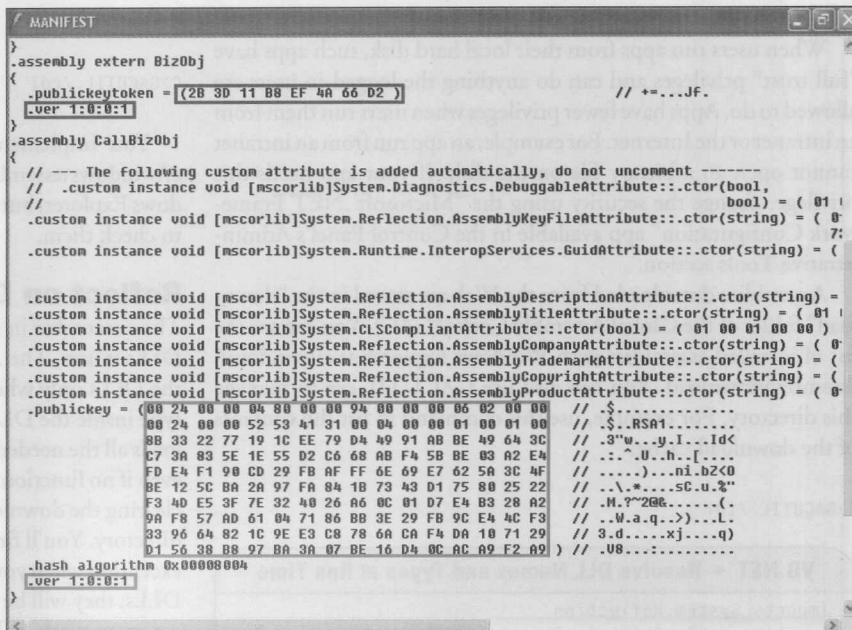 MANIFEST
}
.assembly extern BizObj
{
.publickeytoken = (2B 3D 11 B8 EF 4A 66 D2 ) // +=...JF.
.ver 1:0:0:1
}
.assembly CallBizObj
{
// --- The following custom attribute is added automatically, do not uncomment -------
// .custom instance void [mscorlib]System.Diagnostics.DebuggableAttribute::.ctor(bool,
// bool) = ( 01
.custom instance void [mscorlib]System.Reflection.AssemblyKeyFileAttribute::.ctor(string) = ( 0
7:
.custom instance void [mscorlib]System.Runtime.InteropServices.GuidAttribute::.ctor(string) = (
.custom instance void [mscorlib]System.Reflection.AssemblyDescriptionAttribute::.ctor(string) =
.custom instance void [mscorlib]System.Reflection.AssemblyTitleAttribute::.ctor(string) = ( 01
.custom instance void [mscorlib]System.CLSCompliantAttribute::.ctor(bool) = ( 01 00 01 00 00 )
.custom instance void [mscorlib]System.Reflection.AssemblyCompanyAttribute::.ctor(string) = ( 0
.custom instance void [mscorlib]System.Reflection.AssemblyTrademarkAttribute::.ctor(string) = (
.custom instance void [mscorlib]System.Reflection.AssemblyCopyrightAttribute::.ctor(string) = (
.custom instance void [mscorlib]System.Reflection.AssemblyProductAttribute::.ctor(string) = ( 0
.publickey = (00 24 00 00 04 80 00 00 94 00 00 00 06 02 00 00 // .$..............
00 24 00 00 52 53 41 31 00 04 00 00 01 00 01 00 // .$..RSA1........
BB 33 22 77 19 1C EE 79 D4 49 91 AB BE 49 64 3C // .3"w...y.I...Id<
C7 3A 83 5E 1E 55 D2 C6 68 AB F4 5B BE 03 A2 E4 // .:.^.U..h..[....
FD E4 F1 90 CD 29 FB AF FF 6E 69 E7 62 5A 3C 4F // .....)...ni.bZ<O
BE 12 5C BA 2A 97 FA 84 1B 73 43 D1 75 80 25 22 // ..\.*....sC.u.%"
F3 4D E5 3F 7E 32 40 26 A6 0C 01 D7 E4 B3 28 A2 // .M.?~2@&......(.
9A F8 57 AD 61 04 71 86 BB 3E 29 FB 9C E4 4C F3 // ..W.a.q..>)...L.
33 96 64 82 1C 9E E3 C8 78 6A CA F4 DA 10 71 29 // 3.d.....xj....q)
D1 56 38 B8 97 BA 3A 07 BE 16 D4 0C AC A9 F2 A9 ) // .V8...:.........
.hash algorithm 0x00008004
.ver 1:0:0:1
}